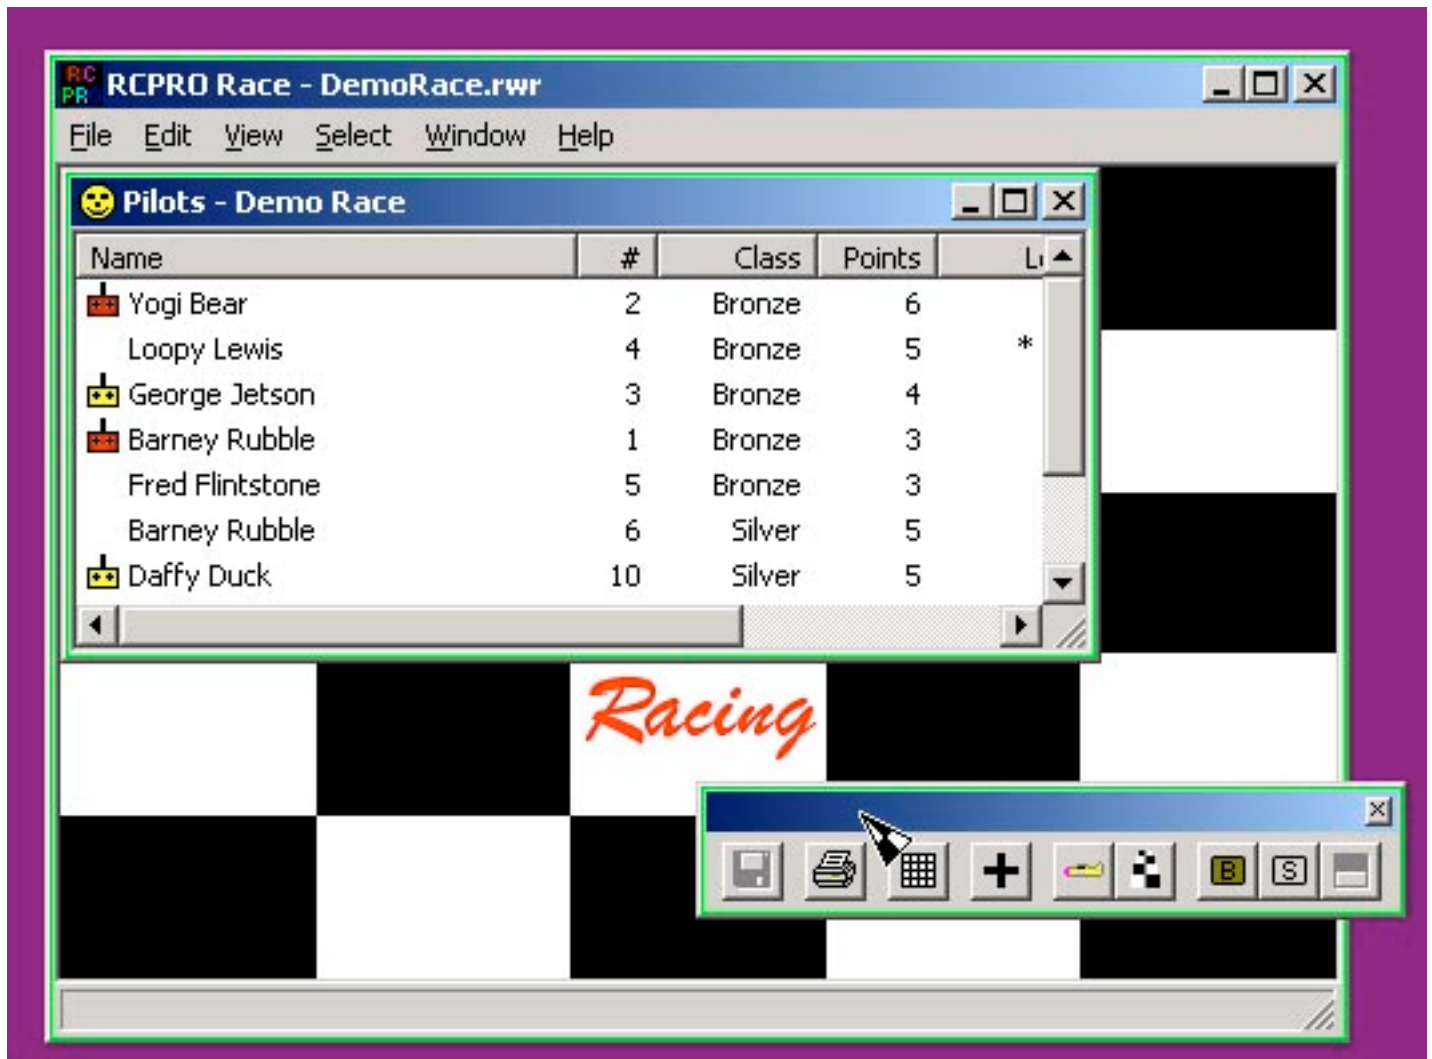 RC
PR
RCPRO Race - DemoRace.rwr
File Edit View Select Window Help
Pilots - Demo Race
Name # Class Points
Yogi Bear 2 Bronze 6
Loopy Lewis 4 Bronze 5 *
George Jetson 3 Bronze 4
Barney Rubble 1 Bronze 3
Fred Flintstone 5 Bronze 3
Barney Rubble 6 Silver 5
Daffy Duck 10 Silver 5
Racing
B S